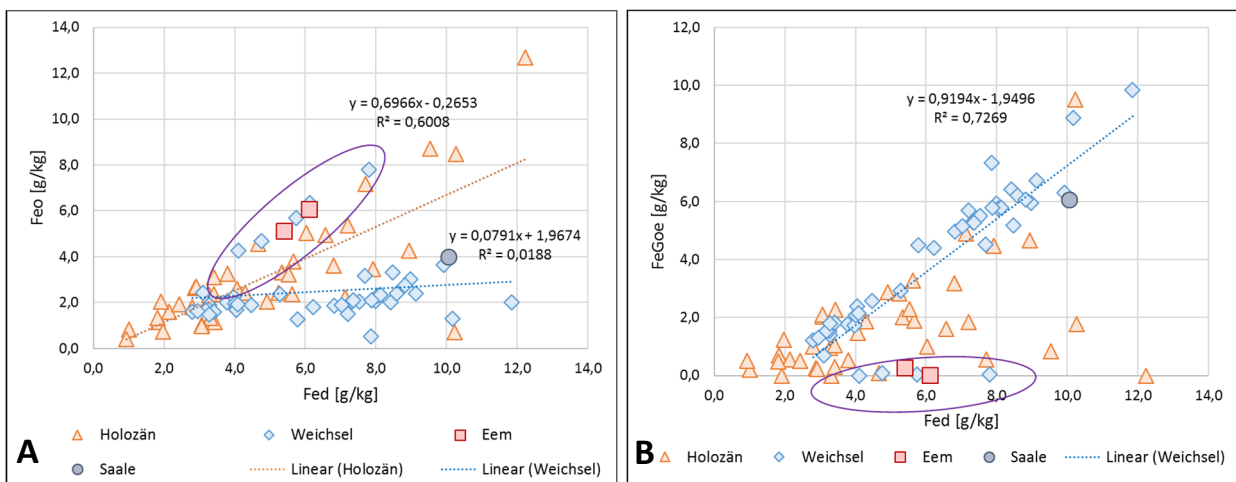 14,0
12,0
10,0
8,0
6,0
4,0
2,0
0,0
Feo [g/kg]
y = 0,6966x - 0,2653
R² = 0,6008
y = 0,0791x + 1,9674
R² = 0,0188
0,0 2,0 4,0 6,0 8,0 10,0 12,0 14,0
Fed [g/kg]
A
Holozän Weichsel Eem
Saale Linear (Holozän) Linear (Weichsel)
12,0
10,0
8,0
6,0
4,0
2,0
0,0
FeGoe [g/kg]
y = 0,9194x - 1,9496
R² = 0,7269
0,0 2,0 4,0 6,0 8,0 10,0 12,0 14,0
Fed [g/kg]
B
Holozän Weichsel Eem Saale Linear (Weichsel)